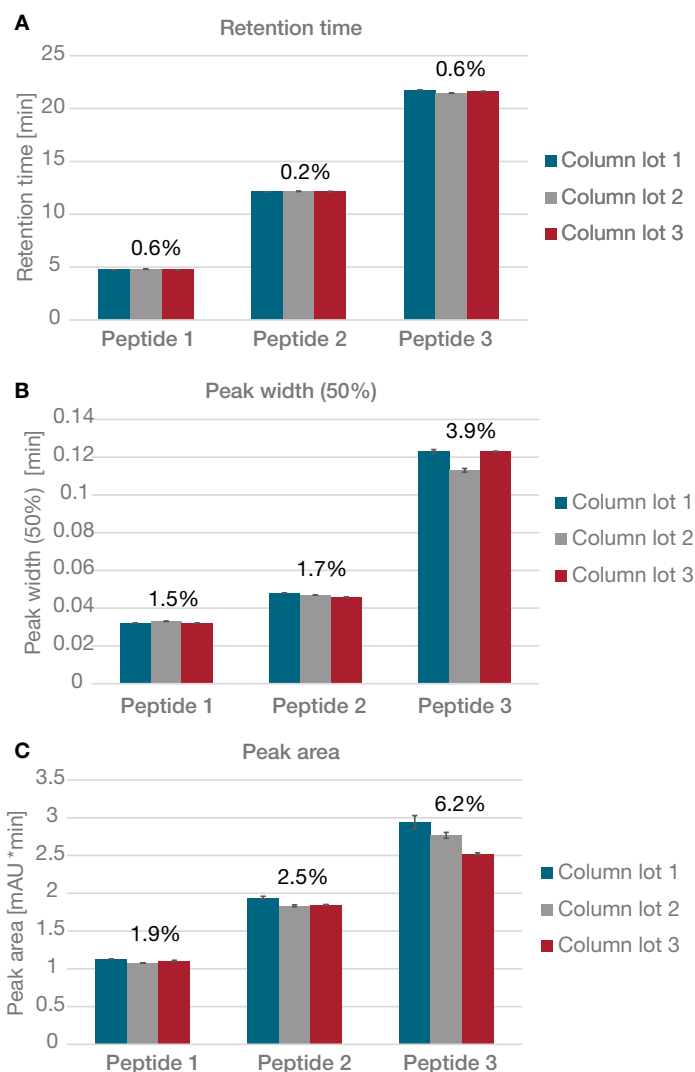 A
Retention time
Retention time [min]
25
20
15
10
5
0
0.6%
0.2%
0.6%
Peptide 1
Peptide 2
Peptide 3
Column lot 1
Column lot 2
Column lot 3
B
Peak width (50%)
Peak width (50%) [min]
0.14
0.12
0.1
0.08
0.06
0.04
0.02
0
1.5%
1.7%
3.9%
Peptide 1
Peptide 2
Peptide 3
Column lot 1
Column lot 2
Column lot 3
C
Peak area
Peak area [mAU *min]
3.5
3
2.5
2
1.5
1
0.5
0
1.9%
2.5%
6.2%
Peptide 1
Peptide 2
Peptide 3
Column lot 1
Column lot 2
Column lot 3